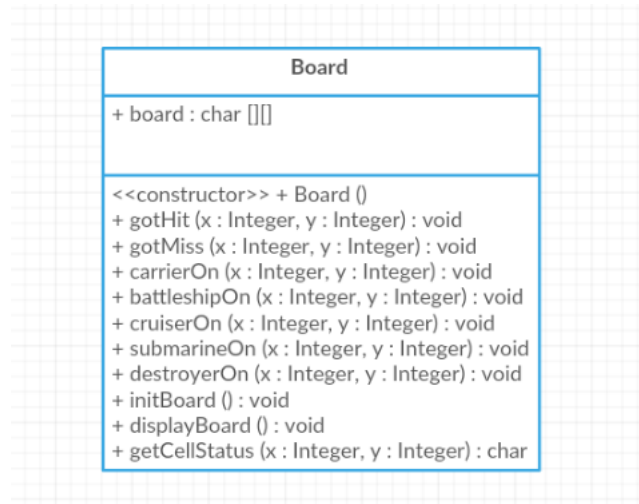 Board
+ board : char [][]
<<constructor>> + Board ()
+ gotHit (x : Integer, y : Integer) : void
+ gotMiss (x : Integer, y : Integer) : void
+ carrierOn (x : Integer, y : Integer) : void
+ battleshipOn (x : Integer, y : Integer) : void
+ cruiserOn (x : Integer, y : Integer) : void
+ submarineOn (x : Integer, y : Integer) : void
+ destroyerOn (x : Integer, y : Integer) : void
+ initBoard () : void
+ displayBoard () : void
+ getCellStatus (x : Integer, y : Integer) : char